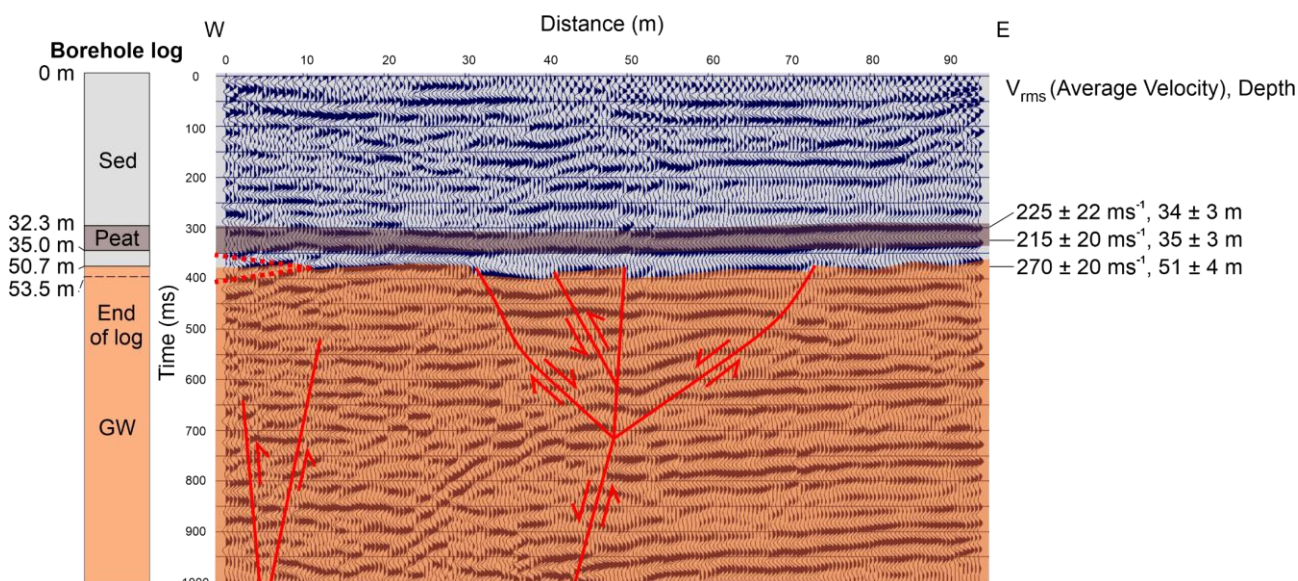 W
Distance (m)
E
Borehole log
0 m
0 10 20 30 40 50 60 70 80 90
V_rms (Average Velocity), Depth
0
100
200
300
400
500
600
700
800
900
1000
Time (ms)
Sed
32.3 m
Peat
35.0 m
50.7 m
53.5 m
End
of log
GW
225 ± 22 ms⁻¹, 34 ± 3 m
215 ± 20 ms⁻¹, 35 ± 3 m
270 ± 20 ms⁻¹, 51 ± 4 m